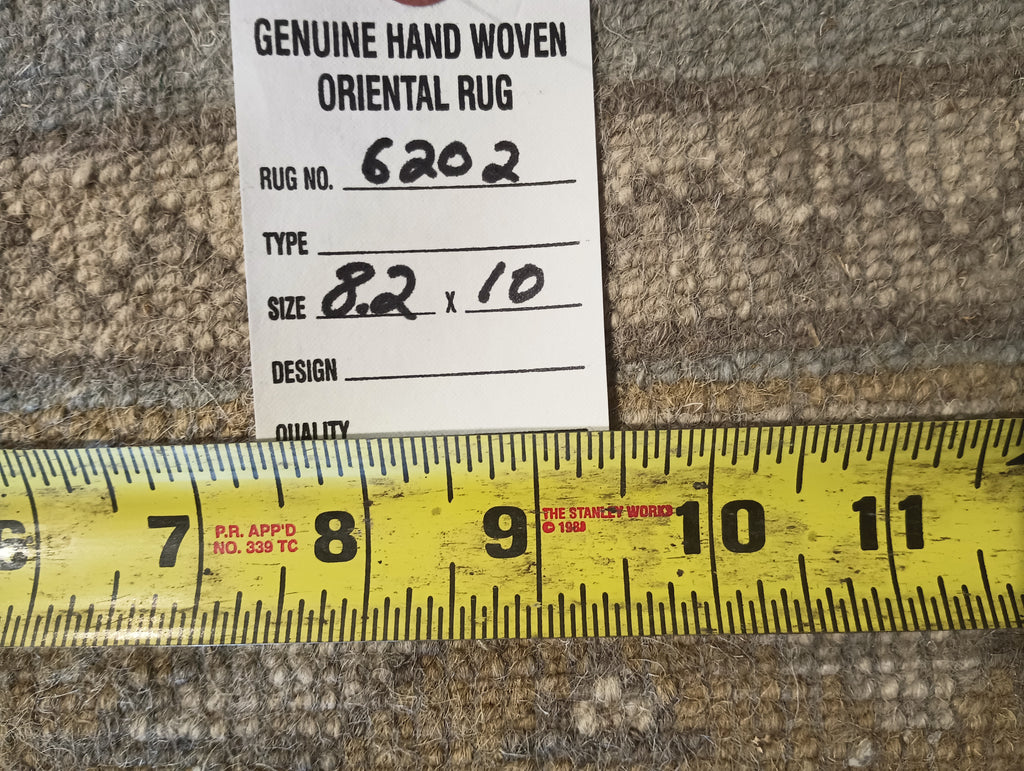 GENUINE HAND WOVEN
ORIENTAL RUG
RUG NO. 6202
TYPE
SIZE 8.2 x 10
DESIGN
QUALITY
7 8 9 10 11
P.R. APP'D
NO. 339 TC
THE STANLEY WORKS